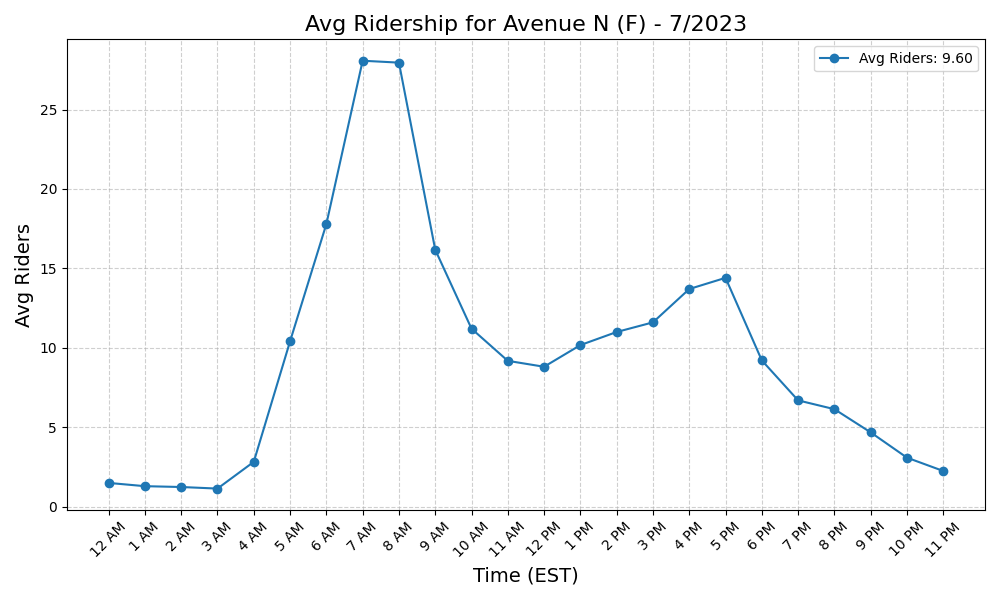 Avg Ridership for Avenue N (F) - 7/2023
Avg Riders: 9.60
Avg Riders
25
20
15
10
5
0
12 AM
1 AM
2 AM
3 AM
4 AM
5 AM
6 AM
7 AM
8 AM
9 AM
10 AM
11 AM
12 PM
1 PM
2 PM
3 PM
4 PM
5 PM
6 PM
7 PM
8 PM
9 PM
10 PM
11 PM
Time (EST)